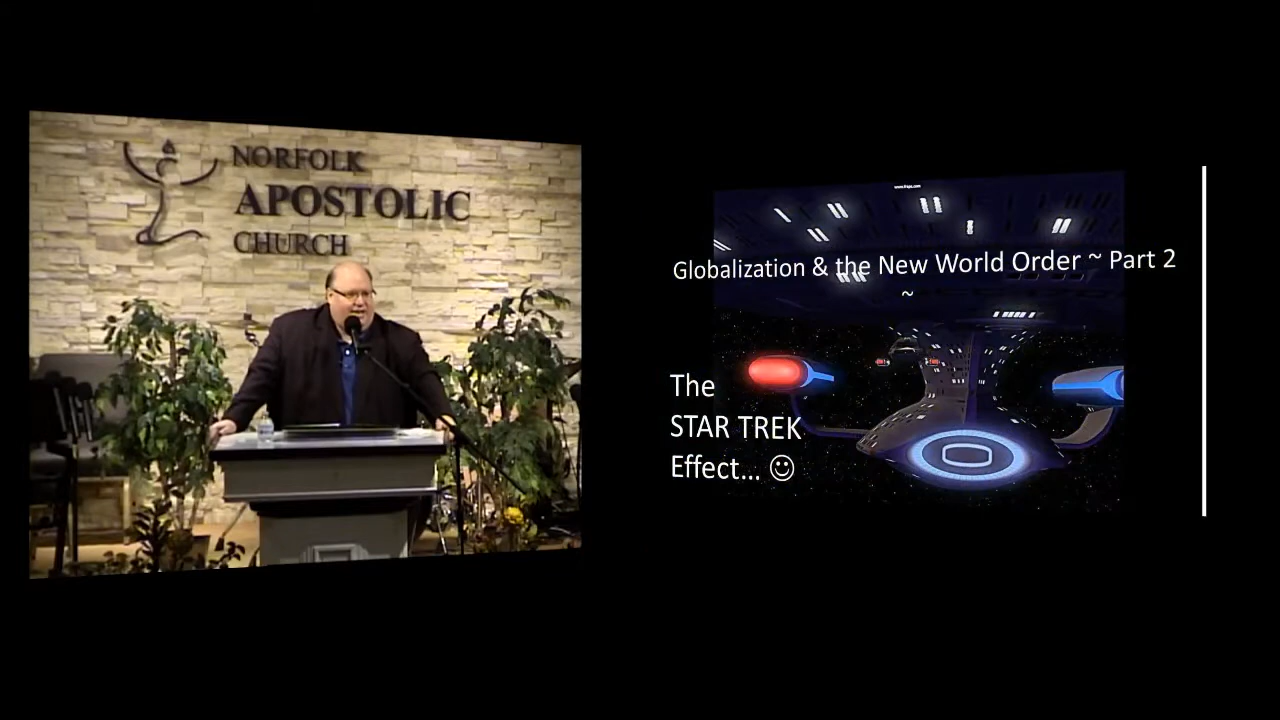 NORFOLK
APOSTOLIC
CHURCH
Globalization & the New World Order ~ Part 2
~
The
STAR TREK
Effect... ☺